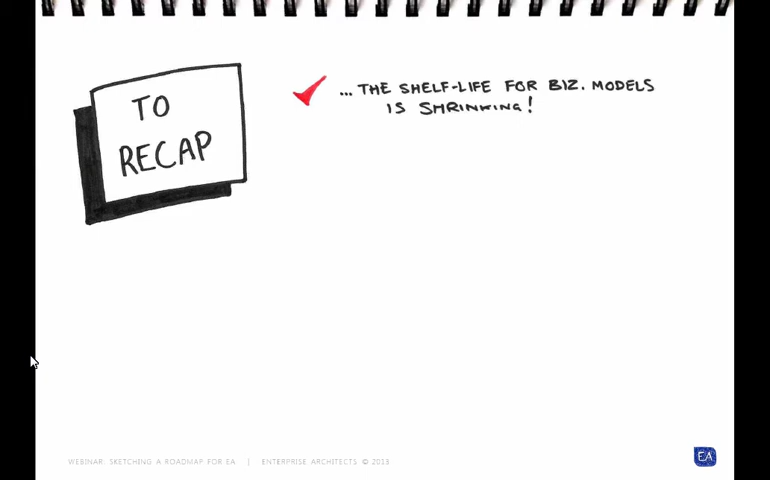 TO
RECAP
... THE SHELF-LIFE FOR BIZ. MODELS
IS SHRINKING!
WEBINAR: SKETCHING A ROADMAP FOR EA | ENTERPRISE ARCHITECTS © 2013
EA